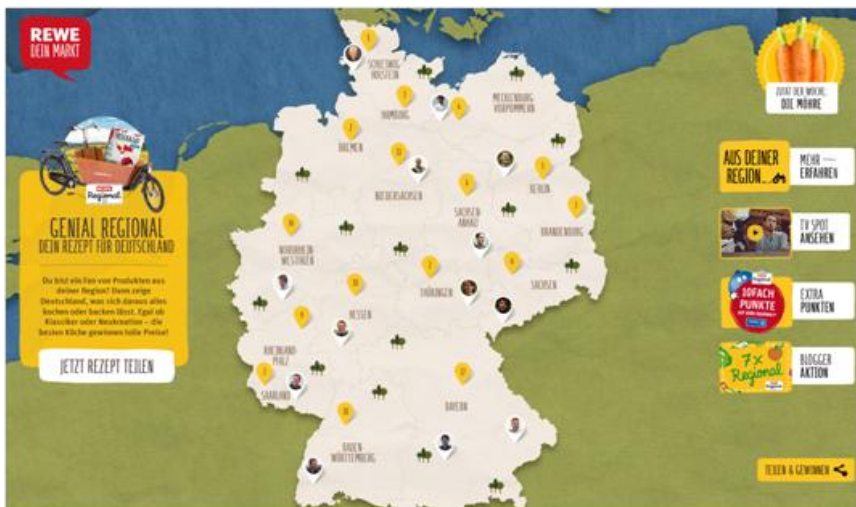 REWE
DEIN MARKT
REWE
Regional
GENIAL REGIONAL
DEIN REZEPT FÜR DEUTSCHLAND
Du bist ein Fan von Produkten aus
deiner Region? Dann zeige
Deutschland, was sich daraus alles
kochen oder backen lässt. Egal ob
Klassiker oder Neukreation – die
besten Köche gewinnen tolle Preise!
JETZT REZEPT TEILEN
SCHLESWIG
HOLSTEIN
HAMBURG
MECKLENBURG
VORPOMMERN
BREMEN
NIEDERSACHSEN
BERLIN
SACHSEN-
ANHALT
BRANDENBURG
NORDRHEIN
WESTFALEN
THÜRINGEN
SACHSEN
HESSEN
RHEINLAND
PFALZ
SAARLAND
BAYERN
BADEN-
WÜRTTEMBERG
ZUTAT DER WOCHE:
DIE MÖHRE
AUS DEINER
REGION...
MEHR
ERFAHREN
TV SPOT
ANSEHEN
10FACH
PUNKTE
EXTRA
PUNKTEN
7x
Regional
BLOGGER
AKTION
TEILEN & GEWINNEN